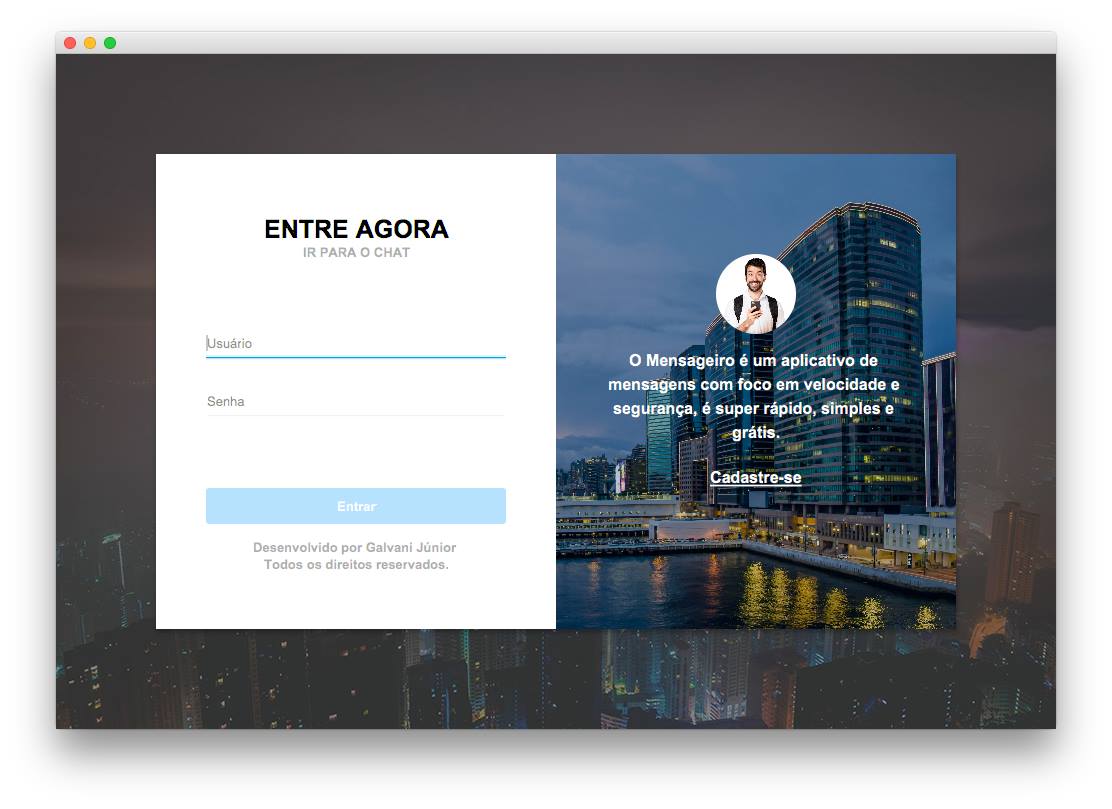 ENTRE AGORA
IR PARA O CHAT
Usuário
Senha
Entrar
Desenvolvido por Galvani Júnior
Todos os direitos reservados.
O Mensageiro é um aplicativo de
mensagens com foco em velocidade e
segurança, é super rápido, simples e
grátis.
Cadastre-se